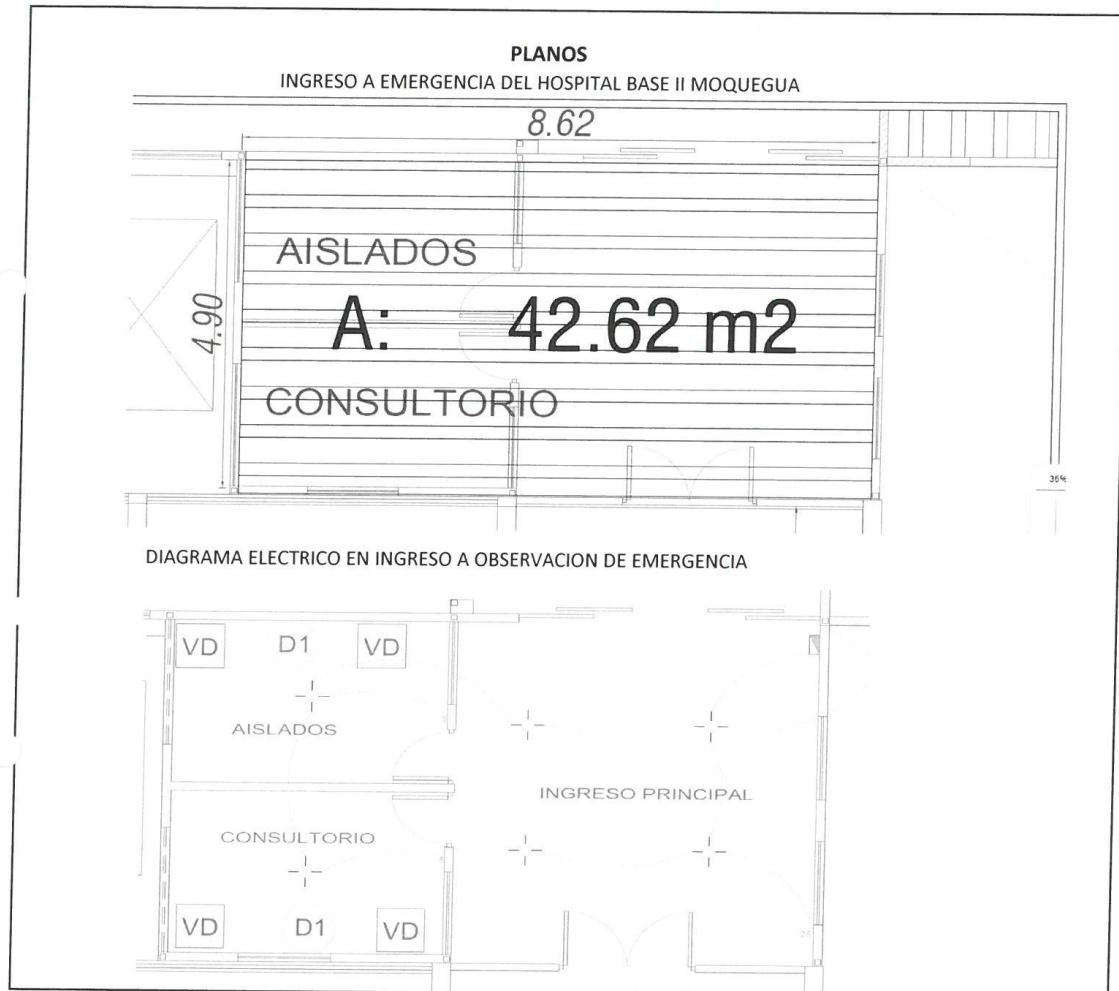 PLANOS
INGRESO A EMERGENCIA DEL HOSPITAL BASE II MOQUEGUA
8.62
AISLADOS
4.90
A: 42.62 m2
CONSULTORIO
36%
DIAGRAMA ELECTRICO EN INGRESO A OBSERVACION DE EMERGENCIA
VD D1 VD
AISLADOS
INGRESO PRINCIPAL
CONSULTORIO
VD D1 VD